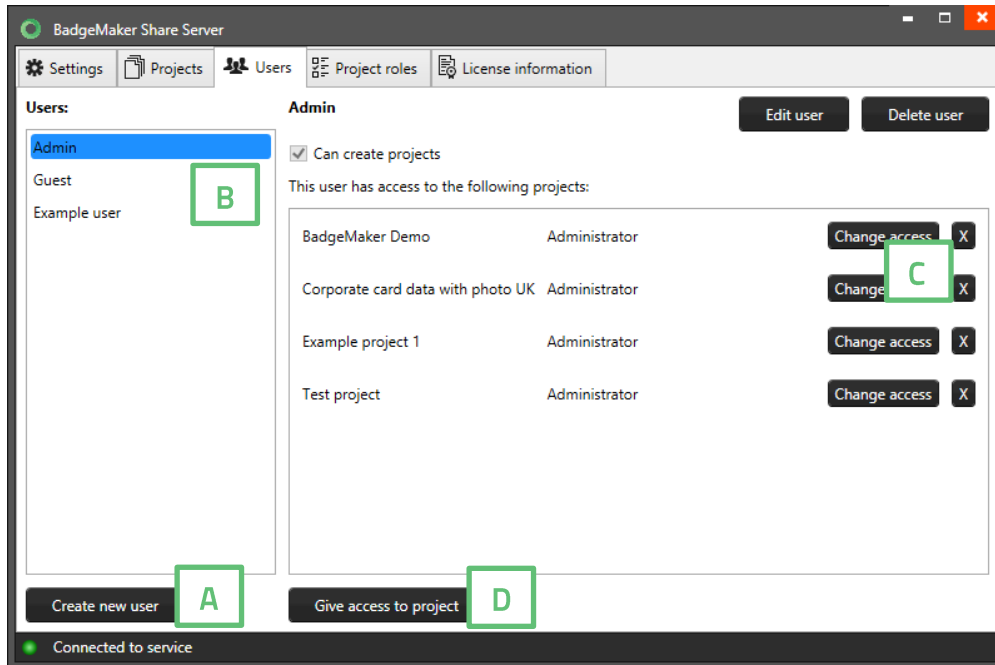 BadgeMaker Share Server
Settings Projects Users Project roles License information
Users:
Admin
Guest
Example user
B
Admin
Edit user Delete user
Can create projects
This user has access to the following projects:
BadgeMaker Demo Administrator Change access X
C
Corporate card data with photo UK Administrator Change X
Example project 1 Administrator Change access X
Test project Administrator Change access X
Create new user A
Give access to project D
Connected to service